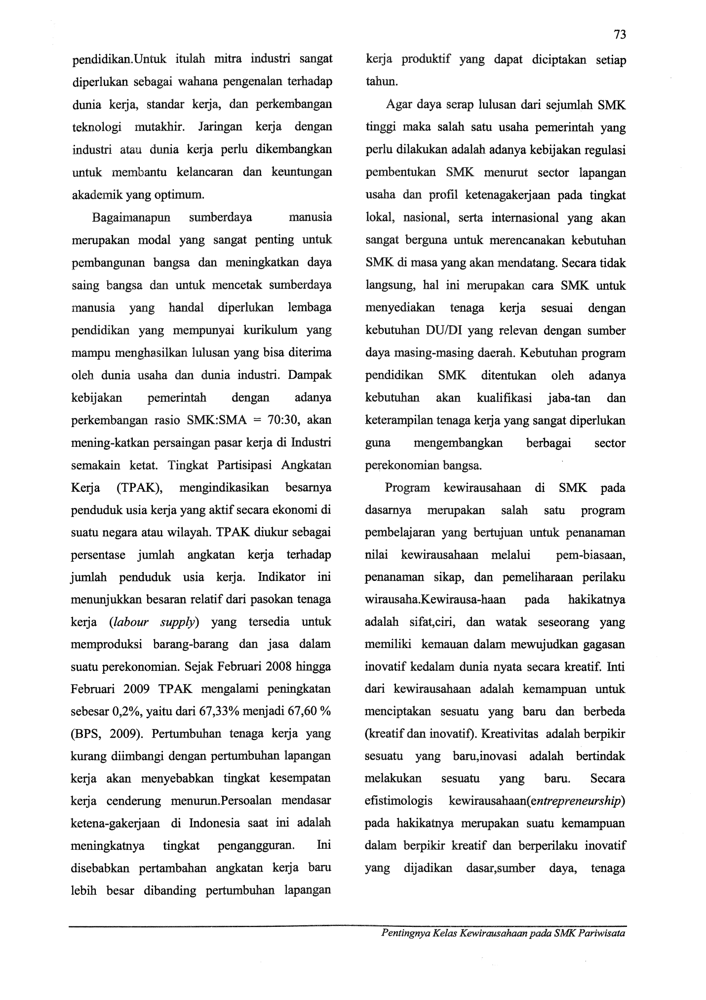 73
pendidikan.Untuk itulah mitra industri sangat
diperlukan sebagai wahana pengenalan terhadap
dunia kerja, standar kerja, dan perkembangan
teknologi mutakhir. Jaringan kerja dengan
industri atau dunia kerja perlu dikembangkan
untuk membantu kelancaran dan keuntungan
akademik yang optimum.
Bagaimanapun sumberdaya manusia
merupakan modal yang sangat penting untuk
pembangunan bangsa dan meningkatkan daya
saing bangsa dan untuk mencetak sumberdaya
manusia yang handal diperlukan lembaga
pendidikan yang mempunyai kurikulum yang
mampu menghasilkan lulusan yang bisa diterima
oleh dunia usaha dan dunia industri. Dampak
kebijakan pemerintah dengan adanya
perkembangan rasio SMK:SMA = 70:30, akan
mening-katkan persaingan pasar kerja di Industri
semakain ketat. Tingkat Partisipasi Angkatan
Kerja (TPAK), mengindikasikan besarnya
penduduk usia kerja yang aktif secara ekonomi di
suatu negara atau wilayah. TPAK diukur sebagai
persentase jumlah angkatan kerja terhadap
jumlah penduduk usia kerja. Indikator ini
menunjukkan besaran relatif dari pasokan tenaga
kerja (labour supply) yang tersedia untuk
memproduksi barang-barang dan jasa dalam
suatu perekonomian. Sejak Februari 2008 hingga
Februari 2009 TPAK mengalami peningkatan
sebesar 0,2%, yaitu dari 67,33% menjadi 67,60 %
(BPS, 2009). Pertumbuhan tenaga kerja yang
kurang diimbangi dengan pertumbuhan lapangan
kerja akan menyebabkan tingkat kesempatan
kerja cenderung menurun.Persoalan mendasar
ketena-gakerjaan di Indonesia saat ini adalah
meningkatnya tingkat pengangguran. Ini
disebabkan pertambahan angkatan kerja baru
lebih besar dibanding pertumbuhan lapangan
kerja produktif yang dapat diciptakan setiap
tahun.
Agar daya serap lulusan dari sejumlah SMK
tinggi maka salah satu usaha pemerintah yang
perlu dilakukan adalah adanya kebijakan regulasi
pembentukan SMK menurut sector lapangan
usaha dan profil ketenagakerjaan pada tingkat
lokal, nasional, serta internasional yang akan
sangat berguna untuk merencanakan kebutuhan
SMK di masa yang akan mendatang. Secara tidak
langsung, hal ini merupakan cara SMK untuk
menyediakan tenaga kerja sesuai dengan
kebutuhan DU/DI yang relevan dengan sumber
daya masing-masing daerah. Kebutuhan program
pendidikan SMK ditentukan oleh adanya
kebutuhan akan kualifikasi jaba-tan dan
keterampilan tenaga kerja yang sangat diperlukan
guna mengembangkan berbagai sector
perekonomian bangsa.
Program kewirausahaan di SMK pada
dasarnya merupakan salah satu program
pembelajaran yang bertujuan untuk penanaman
nilai kewirausahaan melalui pem-biasaan,
penanaman sikap, dan pemeliharaan perilaku
wirausaha.Kewirausa-haan pada hakikatnya
adalah sifat,ciri, dan watak seseorang yang
memiliki kemauan dalam mewujudkan gagasan
inovatif kedalam dunia nyata secara kreatif. Inti
dari kewirausahaan adalah kemampuan untuk
menciptakan sesuatu yang baru dan berbeda
(kreatif dan inovatif). Kreativitas adalah berpikir
sesuatu yang baru,inovasi adalah bertindak
melakukan sesuatu yang baru. Secara
efistimologis kewirausahaan(entrepreneurship)
pada hakikatnya merupakan suatu kemampuan
dalam berpikir kreatif dan berperilaku inovatif
yang dijadikan dasar,sumber daya, tenaga
Pentingnya Kelas Kewirausahaan pada SMK Pariwisata